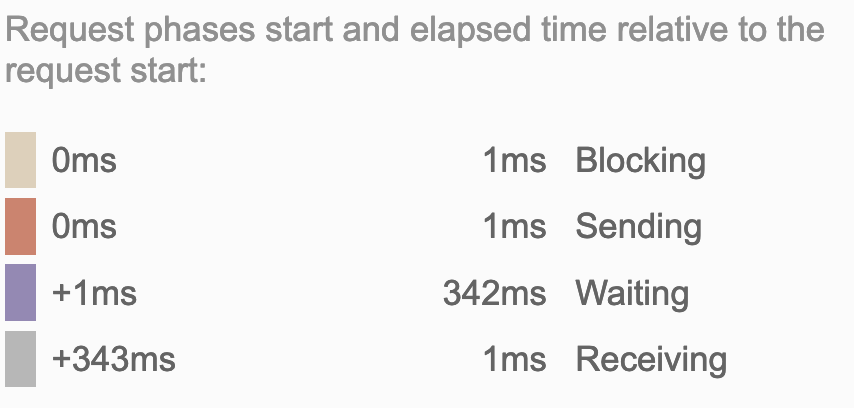 Request phases start and elapsed time relative to the
request start:
0ms 1ms Blocking
0ms 1ms Sending
+1ms 342ms Waiting
+343ms 1ms Receiving